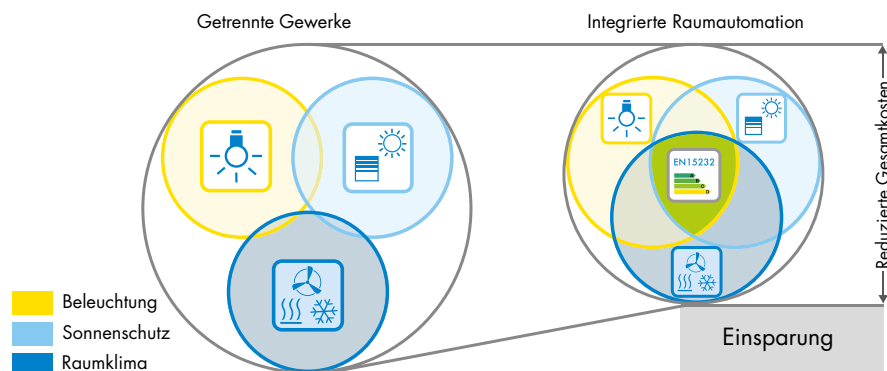 Getrennte Gewerke
Integrierte Raumautomation
EN15232
A
B
C
D
Reduzierte Gesamtkosten
Beleuchtung
Sonnenschutz
Raumklima
Einsparung